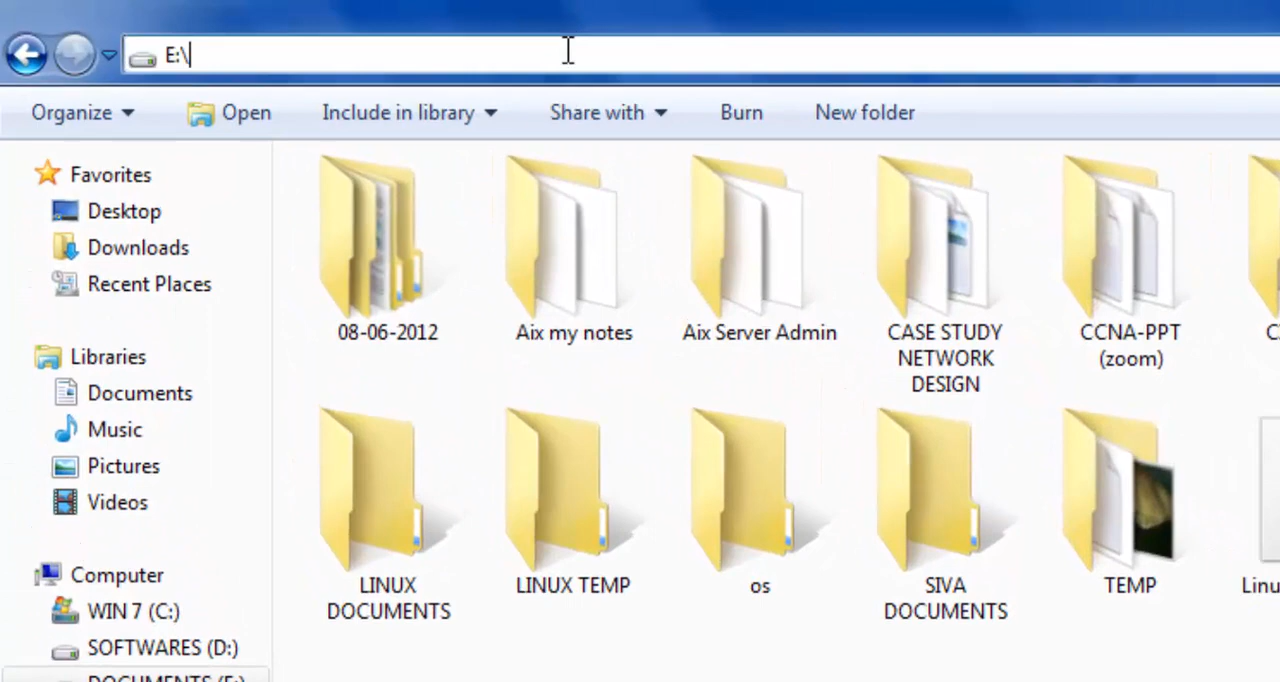 E:\
Organize
Open
Include in library
Share with
Burn
New folder
Favorites
Desktop
Downloads
Recent Places
Libraries
Documents
Music
Pictures
Videos
Computer
WIN 7 (C:)
SOFTWARES (D:)
08-06-2012
Aix my notes
Aix Server Admin
CASE STUDY
NETWORK
DESIGN
CCNA-PPT
(zoom)
LINUX
DOCUMENTS
LINUX TEMP
os
SIVA
DOCUMENTS
TEMP